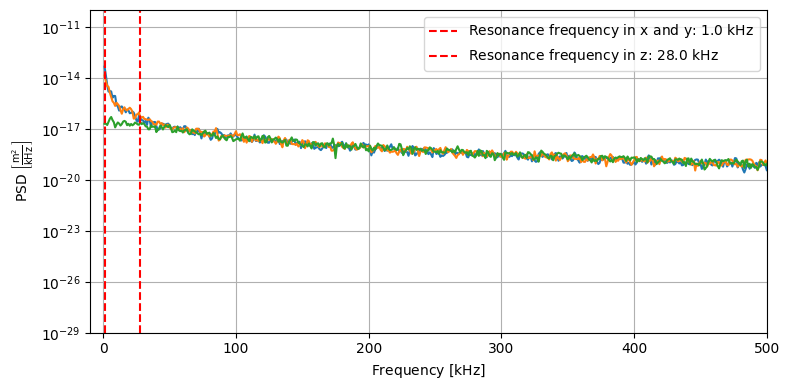 Resonance frequency in x and y: 1.0 kHz
Resonance frequency in z: 28.0 kHz
PSD [m²/kHz]
10⁻¹¹
10⁻¹⁴
10⁻¹⁷
10⁻²⁰
10⁻²³
10⁻²⁶
10⁻²⁹
0 100 200 300 400 500
Frequency [kHz]